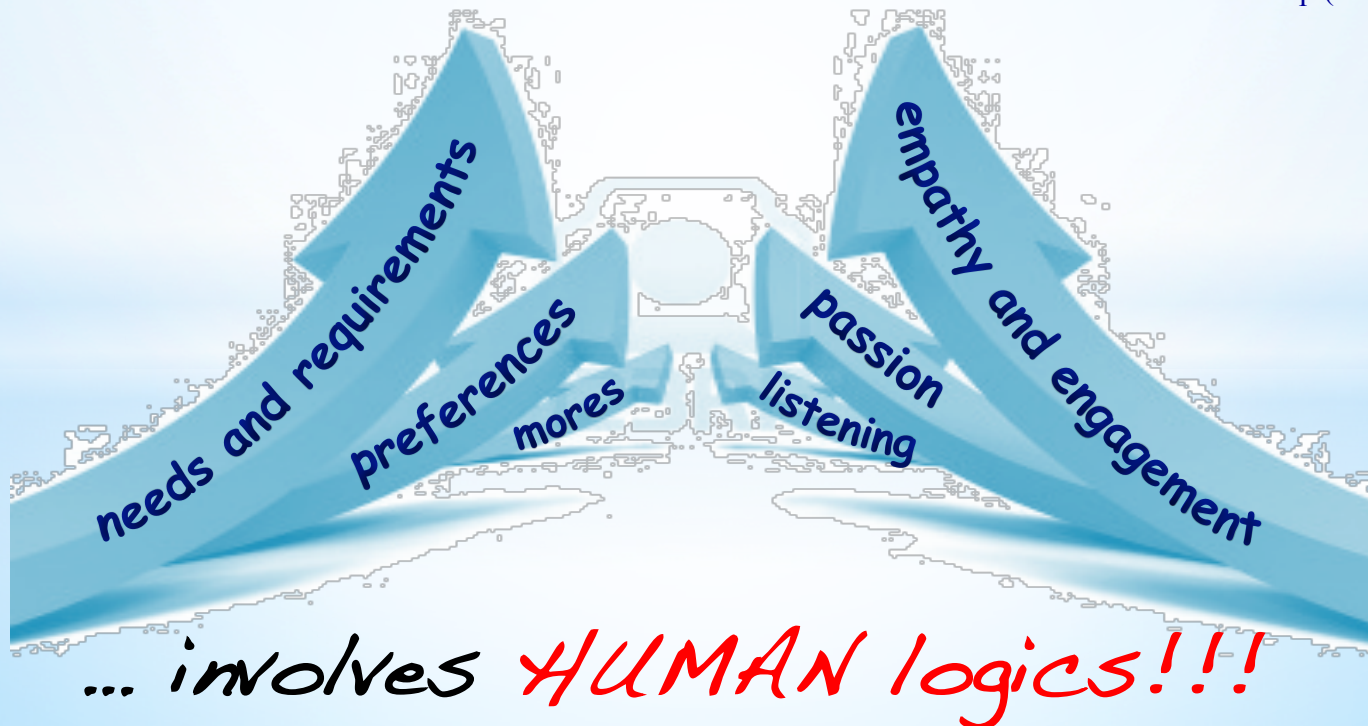 needs and requirements
preferences
mores
empathy and engagement
passion
listening
... involves HUMAN logics!!!